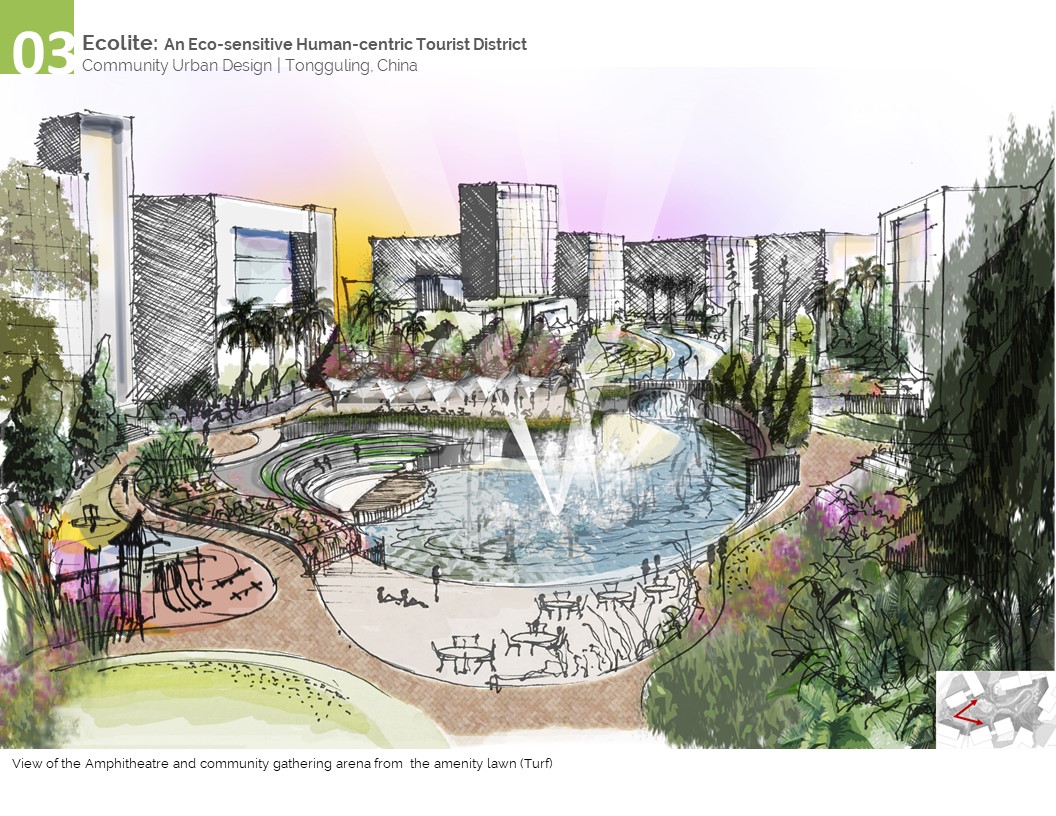 03
Ecolite: An Eco-sensitive Human-centric Tourist District
Community Urban Design | Tongguling, China
View of the Amphitheatre and community gathering arena from the amenity lawn (Turf)